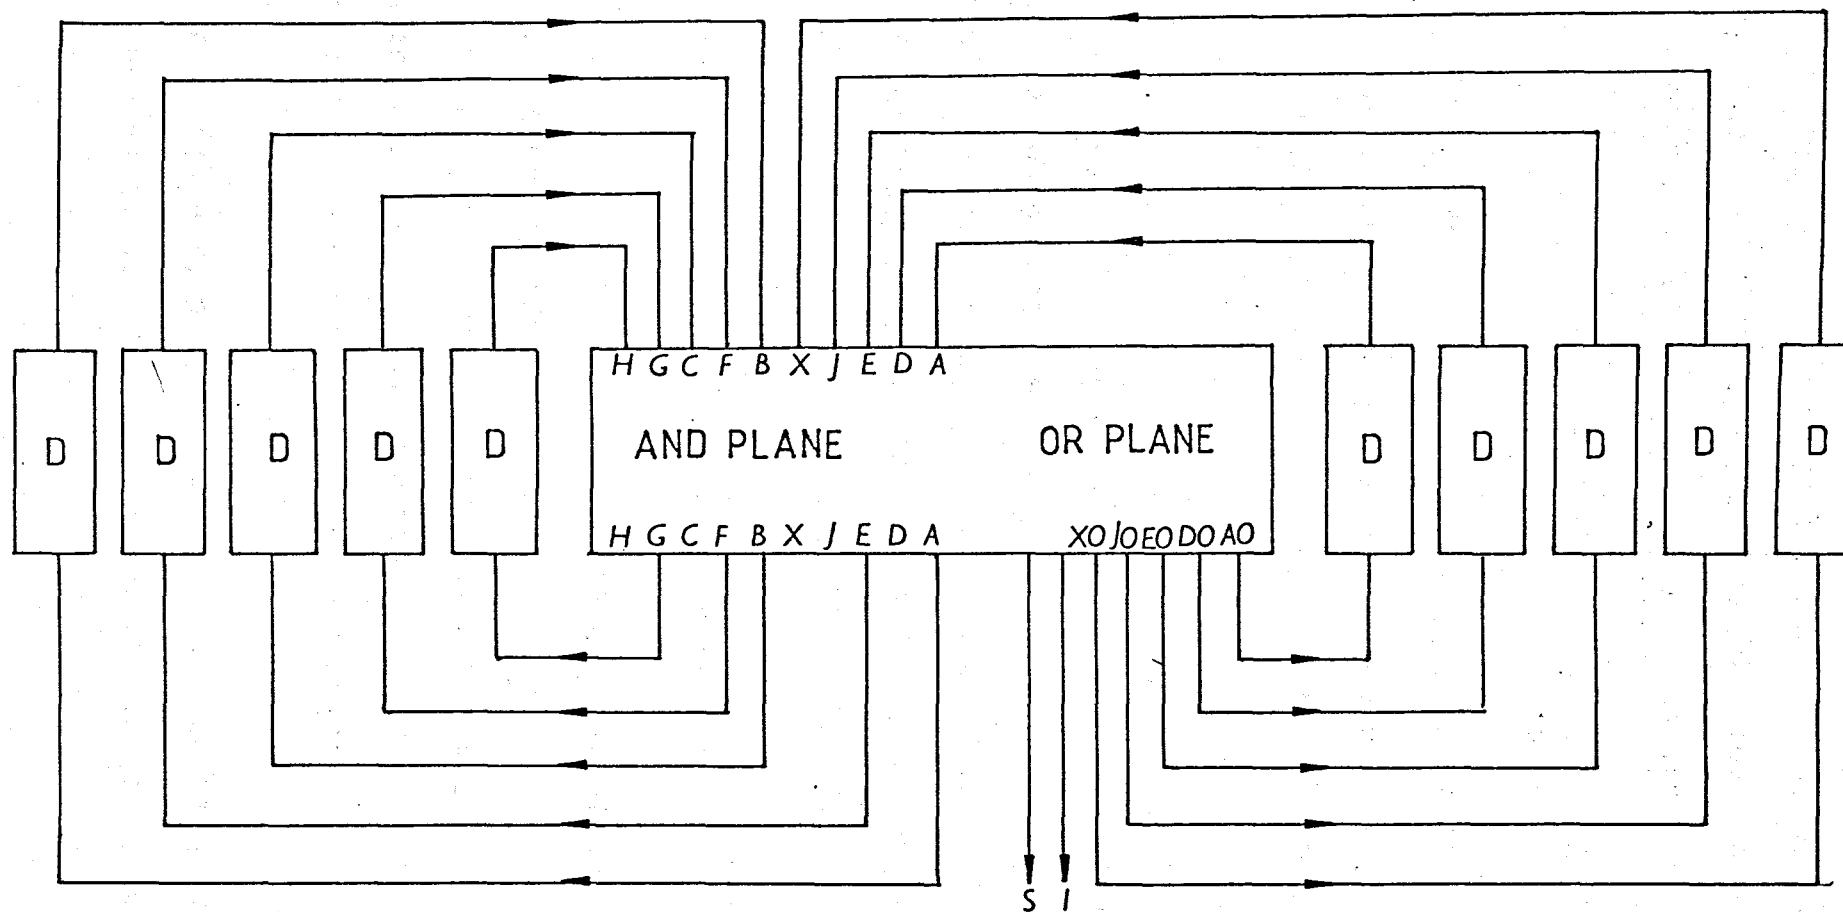 H G C F B X J E D A
D D D D D AND PLANE OR PLANE D D D D D
H G C F B X J E D A XO JO EO DO AO
S I